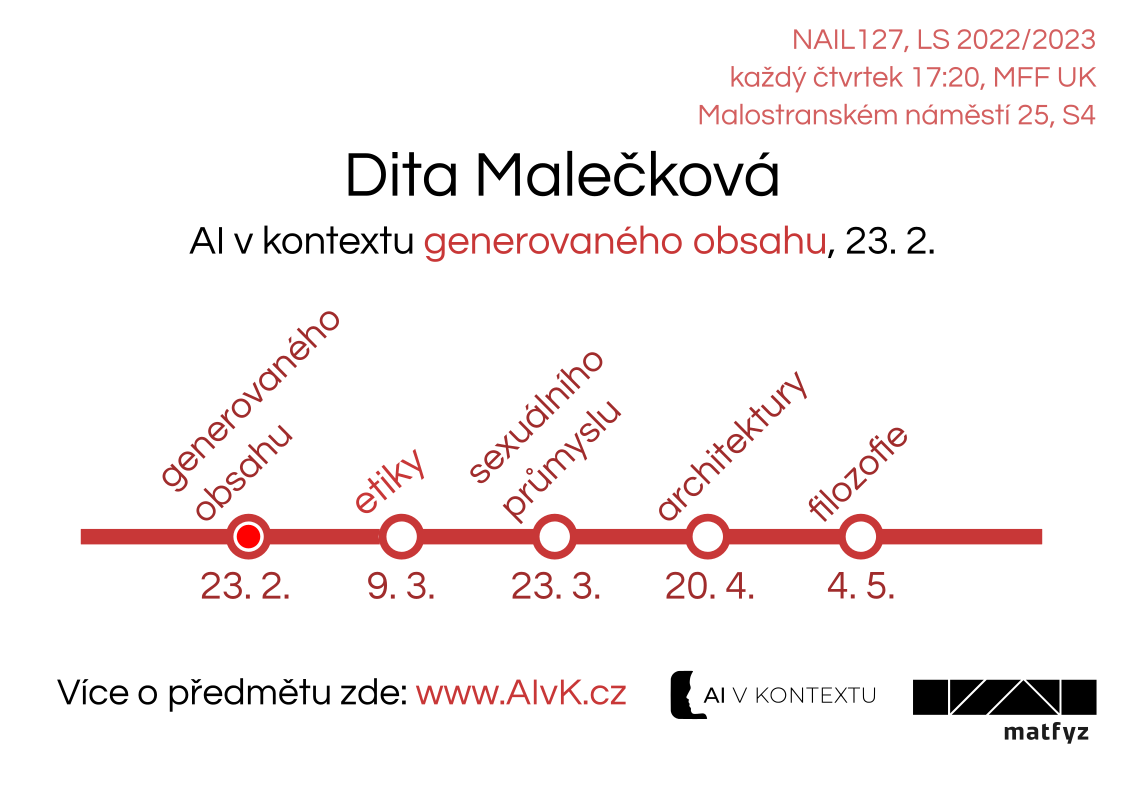 NAIL127, LS 2022/2023
každý čtvrtek 17:20, MFF UK
Malostranském náměstí 25, S4
Dita Malečková
AI v kontextu generovaného obsahu, 23. 2.
generovaného
obsahu
etiky
sexuálního
průmyslu
architektury
filozofie
23. 2.
9. 3.
23. 3.
20. 4.
4. 5.
Více o předmětu zde: www.AIvK.cz
AI V KONTEXTU
matfyz